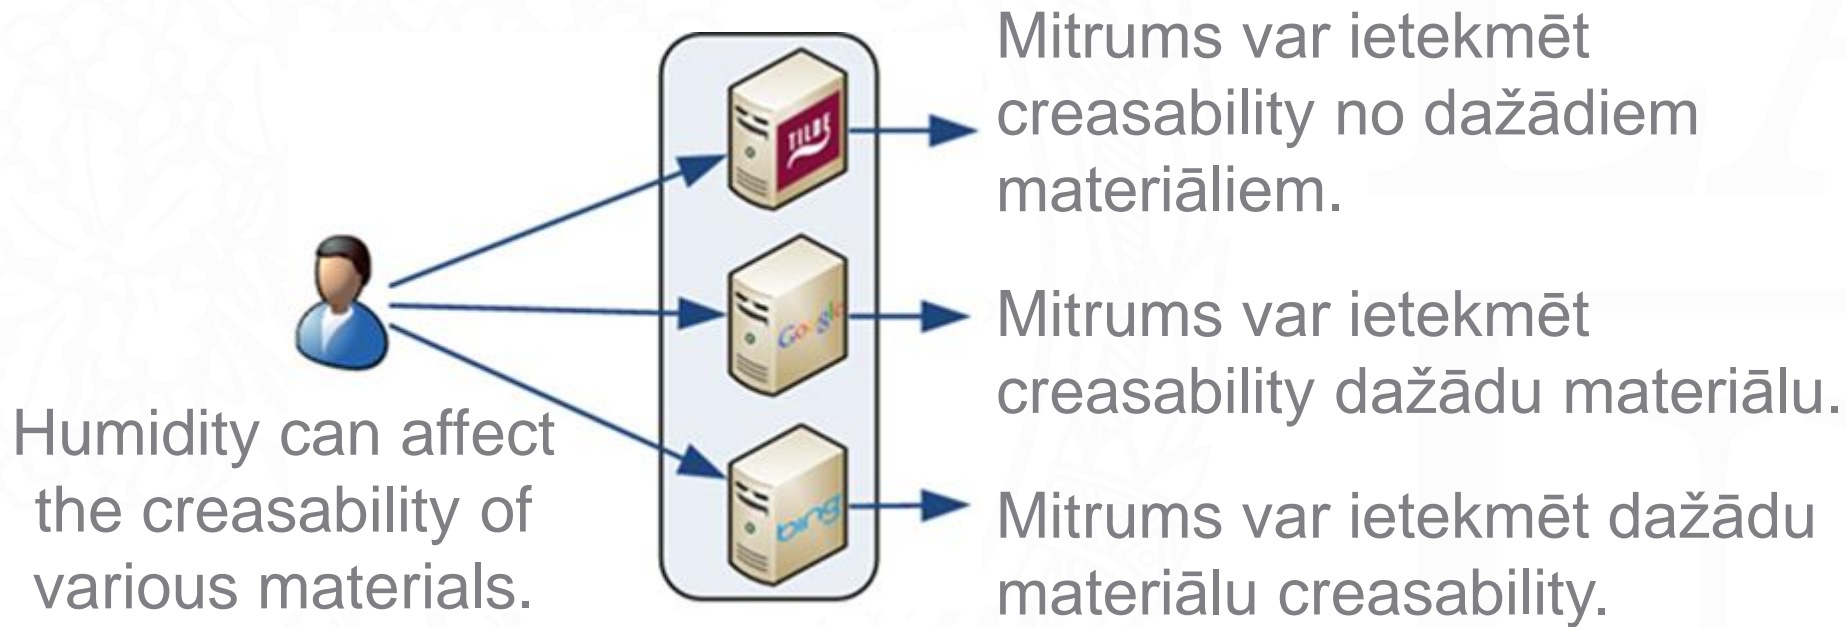 Humidity can affect
the creasability of
various materials.
TILDE
Google
bing
Mitrums var ietekmēt
creasability no dažādiem
materiāliem.
Mitrums var ietekmēt
creasability dažādu materiālu.
Mitrums var ietekmēt dažādu
materiālu creasability.